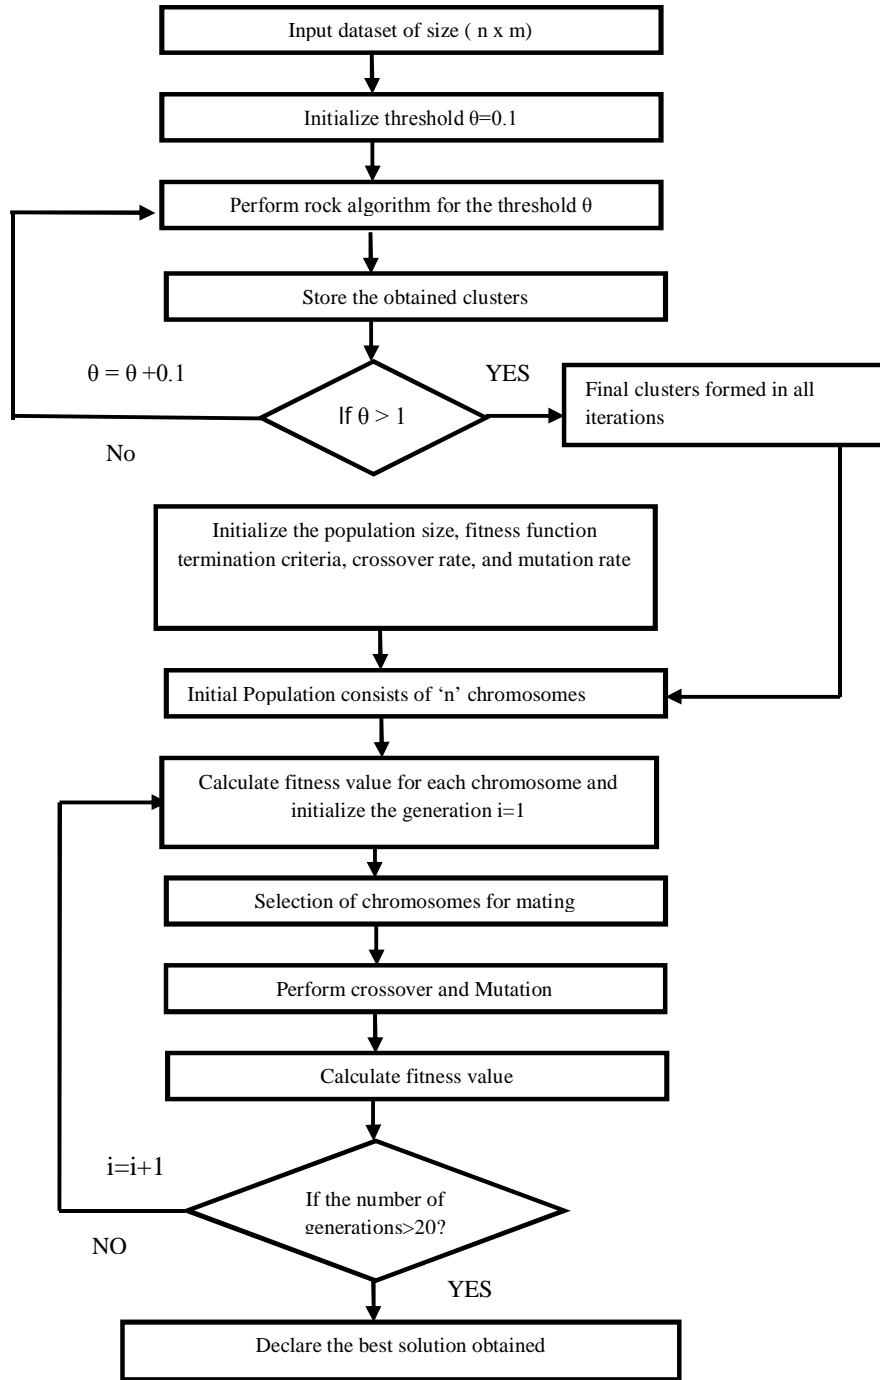 Input dataset of size ( n x m)
Initialize threshold θ=0.1
Perform rock algorithm for the threshold θ
Store the obtained clusters
θ = θ +0.1
YES
If θ > 1
No
Final clusters formed in all
iterations
Initialize the population size, fitness function
termination criteria, crossover rate, and mutation rate
Initial Population consists of ‘n’ chromosomes
Calculate fitness value for each chromosome and
initialize the generation i=1
Selection of chromosomes for mating
Perform crossover and Mutation
Calculate fitness value
i=i+1
If the number of
generations>20?
NO
YES
Declare the best solution obtained